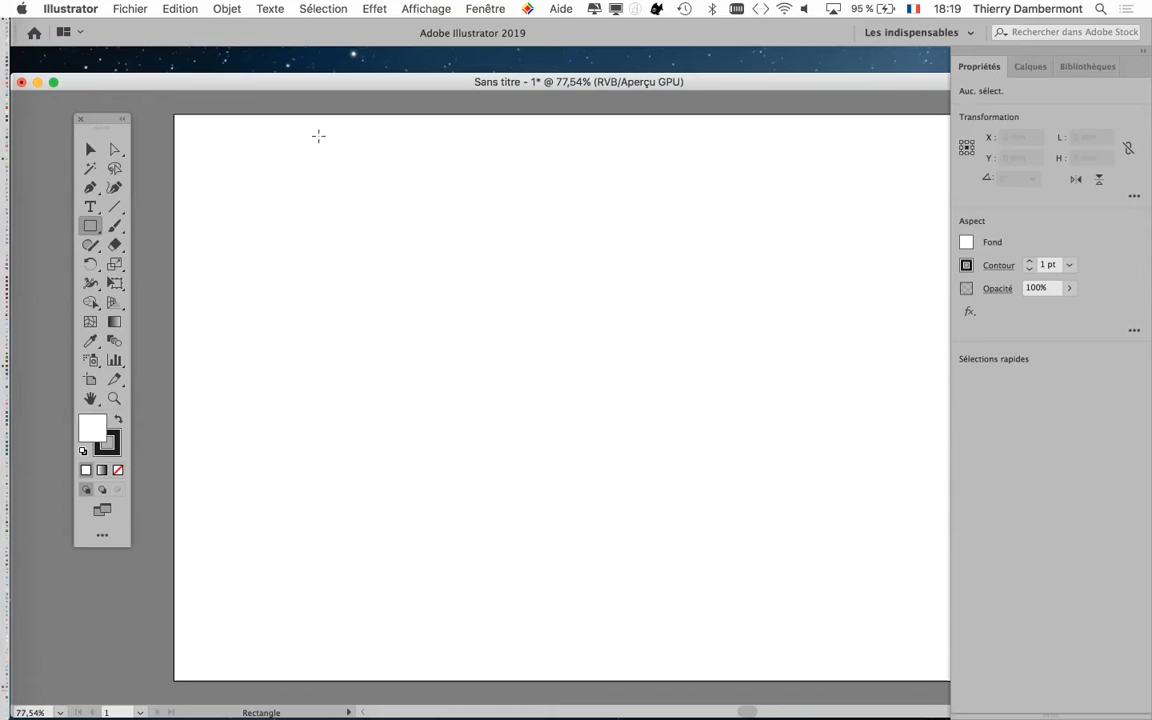 Illustrator Fichier Edition Objet Texte Sélection Effet Affichage Fenêtre Aide 95 % 18:19 Thierry Dambermont
Adobe Illustrator 2019 Les indispensables Rechercher dans Adobe Stock
Sans titre - 1* @ 77,54% (RVB/Aperçu GPU)
Propriétés Calques Bibliothèques
Auc. sélect.
Transformation
X : L :
Y : H :
Aspect
Fond
Contour 1 pt
Opacité 100%
fx.
Sélections rapides
T
77,54% 1 Rectangle